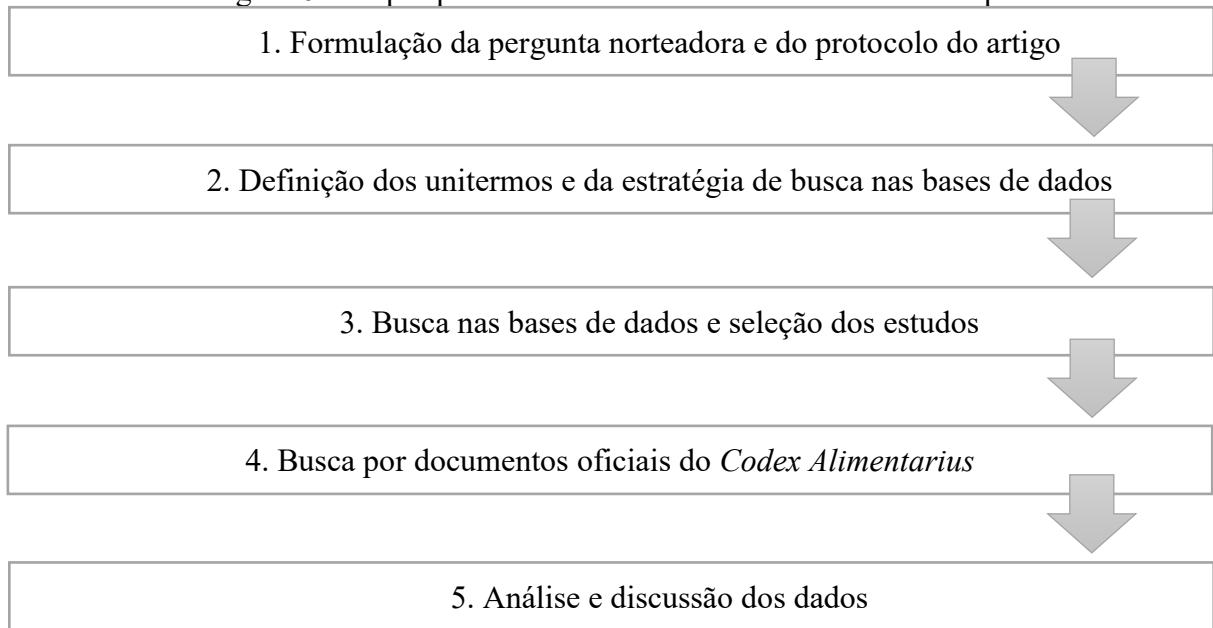 1. Formulação da pergunta norteadora e do protocolo do artigo
2. Definição dos unitermos e da estratégia de busca nas bases de dados
3. Busca nas bases de dados e seleção dos estudos
4. Busca por documentos oficiais do Codex Alimentarius
5. Análise e discussão dos dados